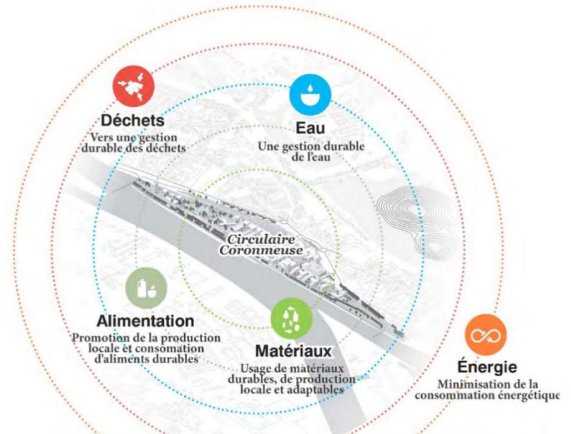 Déchets
Vers une gestion
durable des déchets
Eau
Une gestion durable
de l'eau
Circulaire
Coronmeuse
Alimentation
Promotion de la production
locale et consomation
d'aliments durables
Matériaux
Usage de matériaux
durables, de production
locale et adaptables
Énergie
Minimisation de la
consommation énergétique